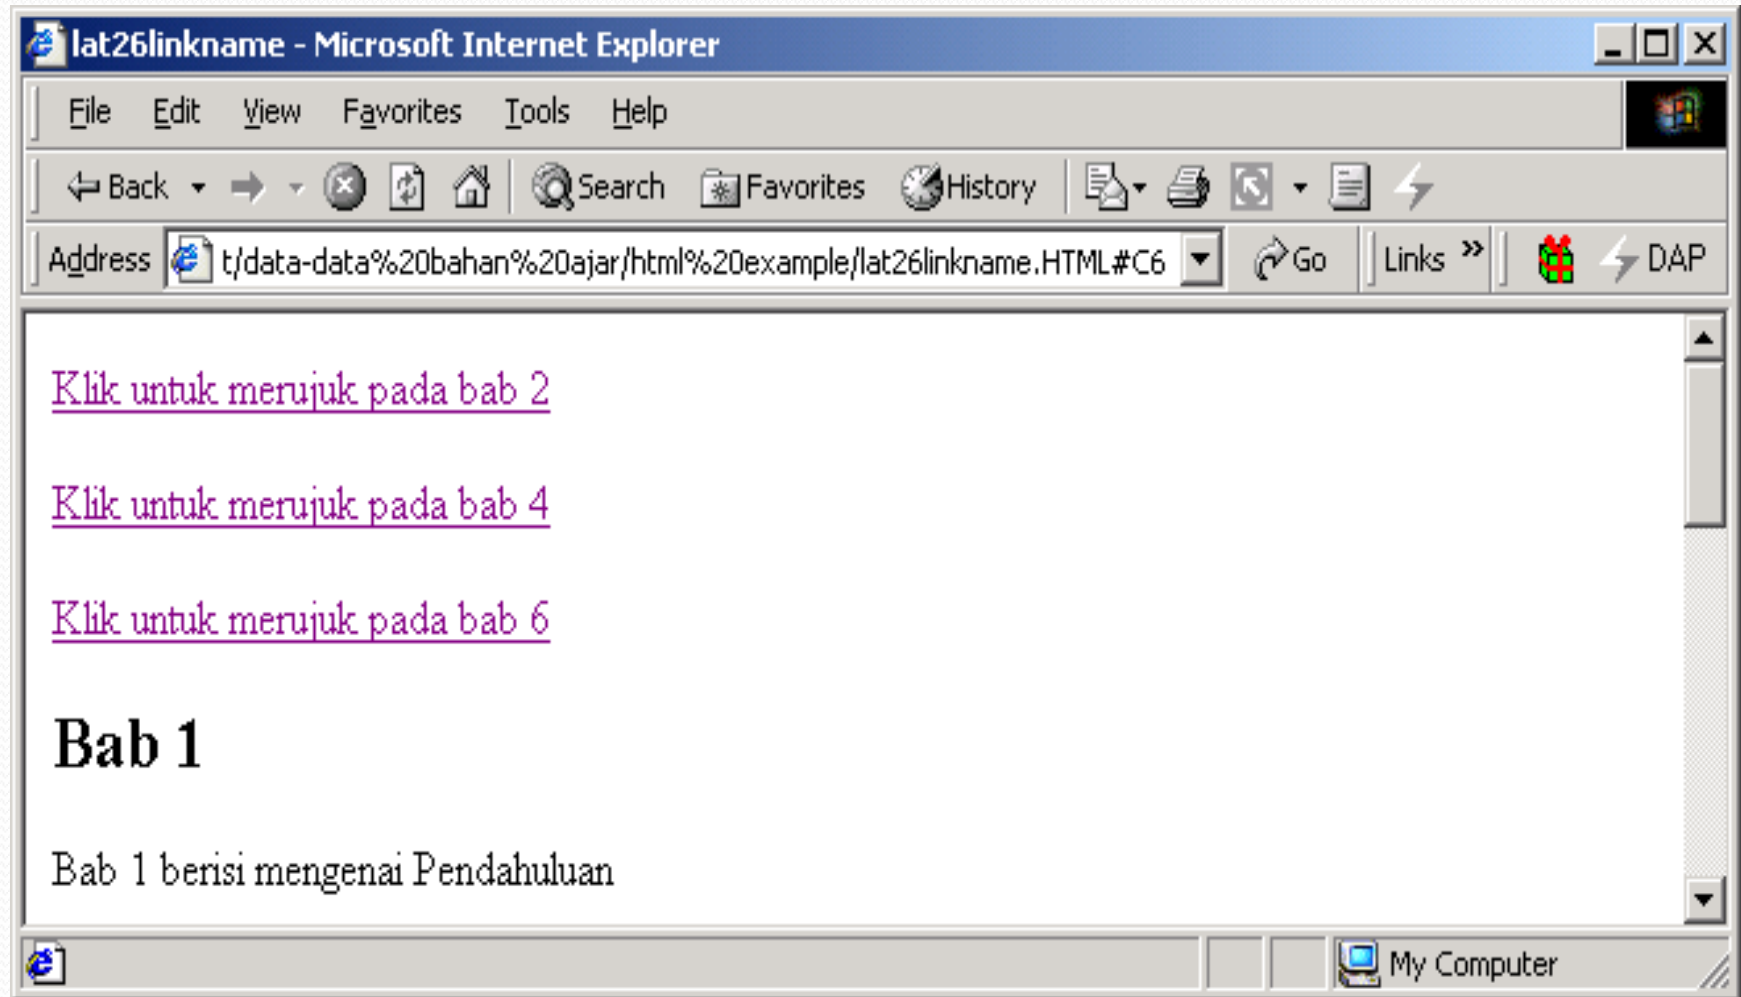 lat26linkname - Microsoft Internet Explorer
File Edit View Favorites Tools Help
Back Search Favorites History
Address t/data-data%20bahan%20ajar/html%20example/lat26linkname.HTML#C6 Go Links » DAP
Klik untuk merujuk pada bab 2
Klik untuk merujuk pada bab 4
Klik untuk merujuk pada bab 6
Bab 1
Bab 1 berisi mengenai Pendahuluan
My Computer